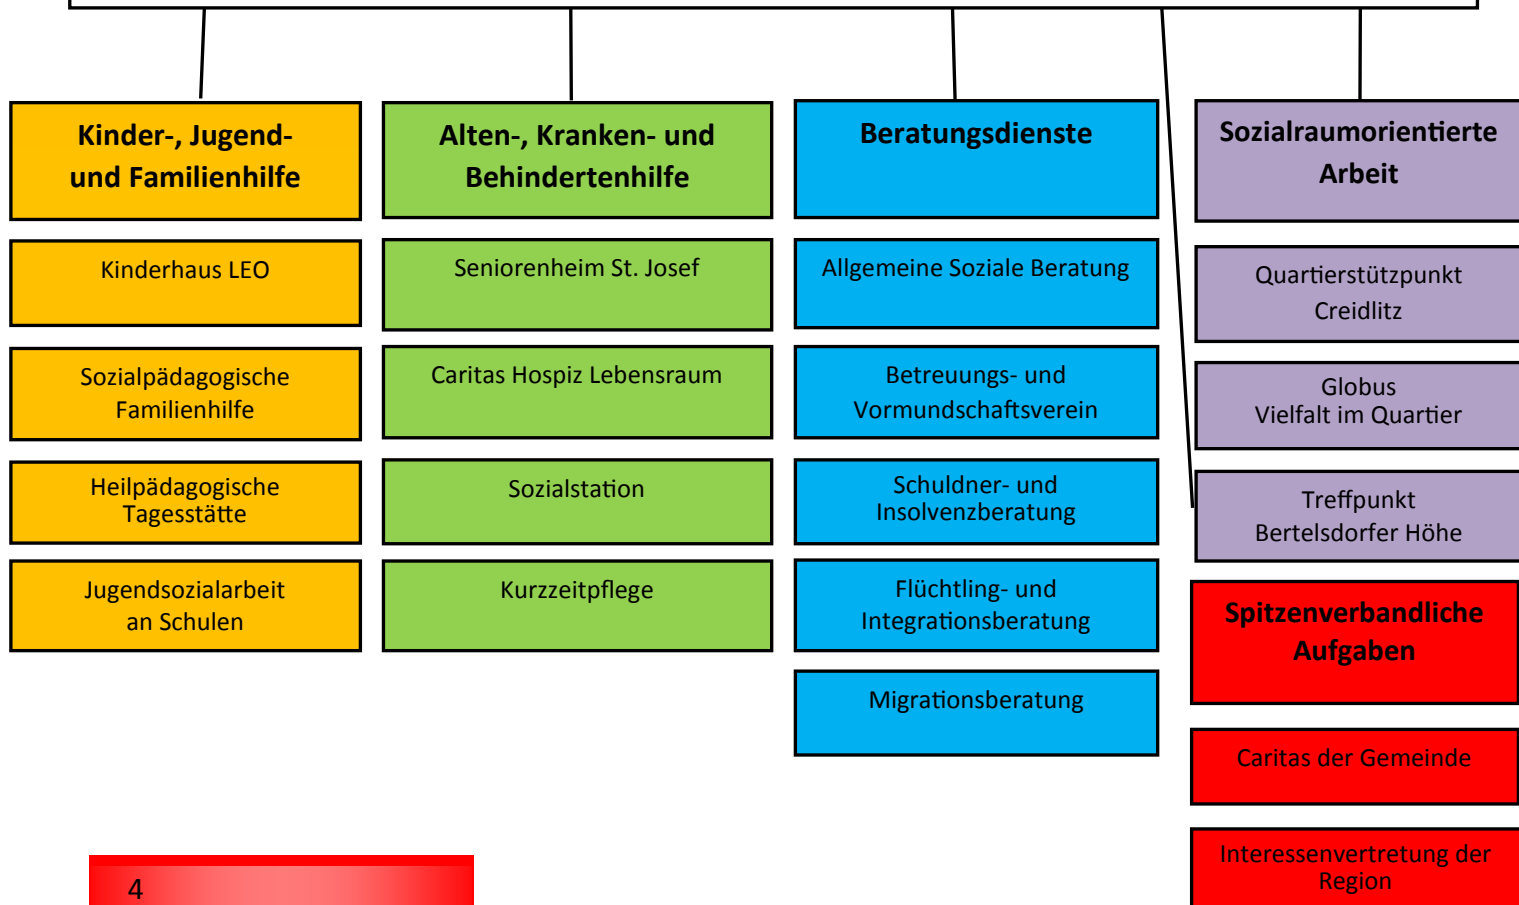 Kinder-, Jugend-
und Familienhilfe
Kinderhaus LEO
Sozialpädagogische
Familienhilfe
Heilpädagogische
Tagesstätte
Jugendsozialarbeit
an Schulen
Alten-, Kranken- und
Behindertenhilfe
Seniorenheim St. Josef
Caritas Hospiz Lebensraum
Sozialstation
Kurzzeitpflege
Beratungsdienste
Allgemeine Soziale Beratung
Betreuungs- und
Vormundschaftsverein
Schuldner- und
Insolvenzberatung
Flüchtling- und
Integrationsberatung
Migrationsberatung
Sozialraumorientierte
Arbeit
Quartierstützpunkt
Creidlitz
Globus
Vielfalt im Quartier
Treffpunkt
Bertelsdorfer Höhe
Spitzenverbandliche
Aufgaben
Caritas der Gemeinde
Interessenvertretung der
Region
4